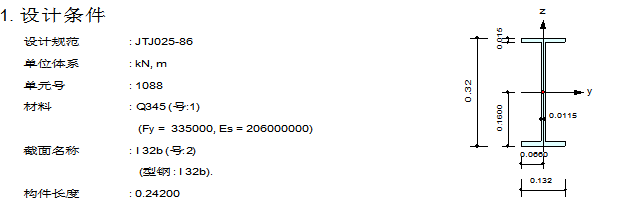 1. 设计条件
设计规范 : JTJ025-86
单位体系 : kN, m
单元号 : 1088
材料 : Q345 (号:1)
(Fy = 335000, Es = 206000000)
截面名称 : I 32b (号:2)
(型钢 : I 32b).
构件长度 : 0.24200
z
0.015
0.32
0.1600
y
0.0115
0.0660
0.132